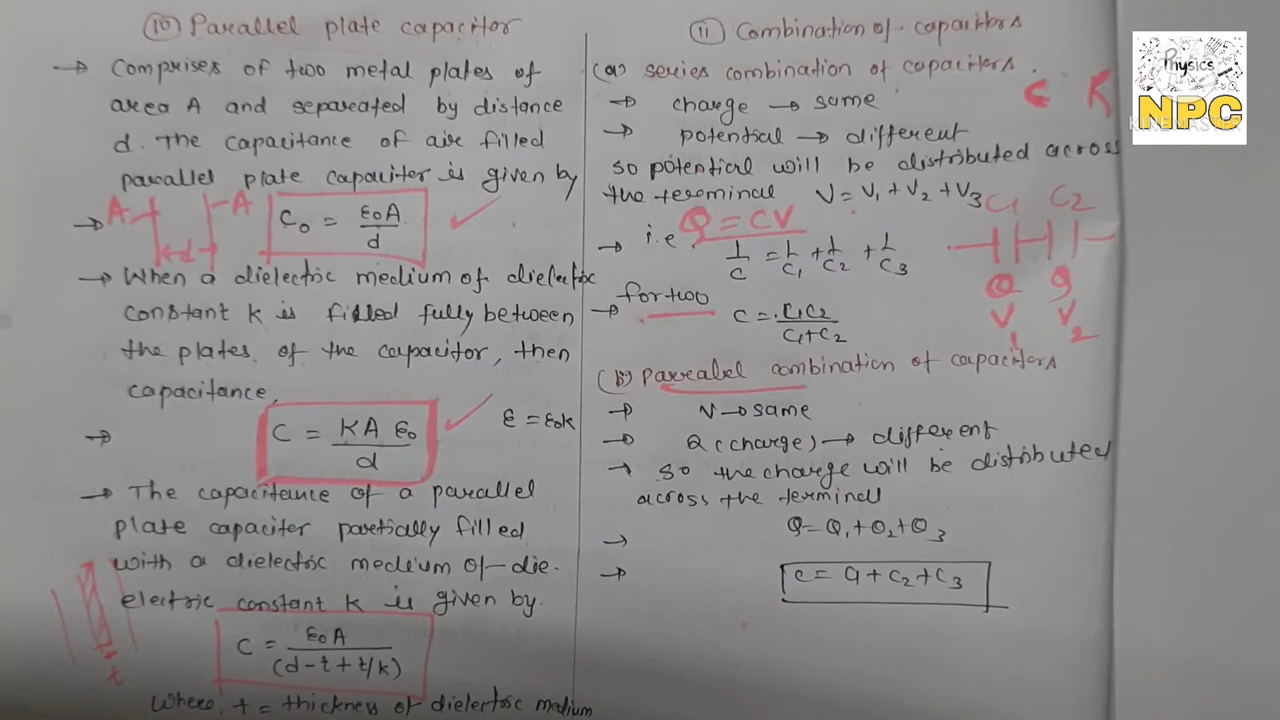 10 Parallel plate capacitor
→ Comprises of two metal plates of
area A and separated by distance
d. The capacitance of air filled
parallel plate capaciter is given by
→ A A d C₀ = ε₀A/d
→ When a dielectric medium of dielectric
constant K is filled fully between
the plates of the capacitor, then
capacitance,
→ C = KA ε₀/d ε = ε₀k
→ The capacitance of a parallel
plate capaciter partially filled
with a dielectric medium of die-
electric constant K is given by.
C = ε₀A/(d-t+t/k)
t
Where, t = thickness of dielectric medium
11 Combination of capacitors
(a) series combination of capacitors
C K
→ charge → same
→ potential → different
so potential will be distributed across
the terminal V = V₁ + V₂ + V₃
C₁ C₂
→ i.e Q = CV
1/C = 1/C₁ + 1/C₂ + 1/C₃
Q Q
V₁ V₂
→ for two C = C₁C₂/C₁+C₂
(b) Parralel combination of capacitors
→ V → same
→ Q (charge) → different
→ so the charge will be distributed
across the terminal
→ Q = Q₁ + Q₂ + Q₃
→ C = C₁ + C₂ + C₃
Physics
NPC